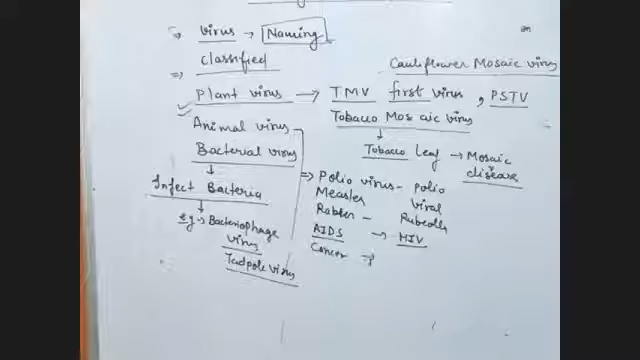 ⇒ Virus → Naming
⇒ Classified
Cauliflower Mosaic virus
Plant virus → TMV first virus, PSTV
Tobacco Mosaic virus
Tobacco Leaf → Mosaic disease
Animal virus
Bacterial virus
Infect Bacteria
eg → Bacteriophage virus
Tadpole virus
⇒ Polio virus - polio
Measles viral
Rubeolla
AIDS → HIV
Cancer ⇒